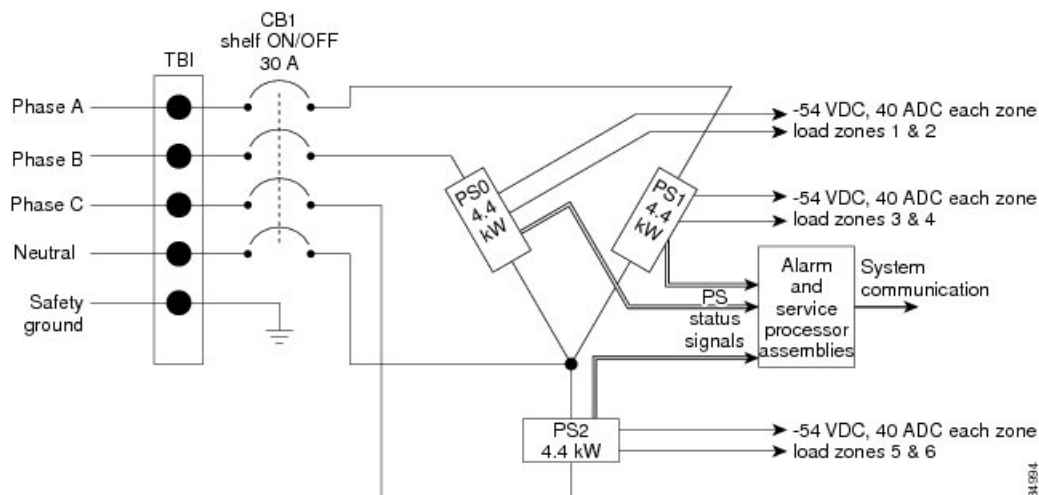 CB1
shelf ON/OFF
30 A
TBI
Phase A
Phase B
Phase C
Neutral
Safety
ground
PS0
4.4
kW
PS1
4.4
kW
-54 VDC, 40 ADC each zone
load zones 1 & 2
-54 VDC, 40 ADC each zone
load zones 3 & 4
Alarm
and
service
processor
assemblies
System
communication
PS
status
signals
PS2
4.4 kW
-54 VDC, 40 ADC each zone
load zones 5 & 6